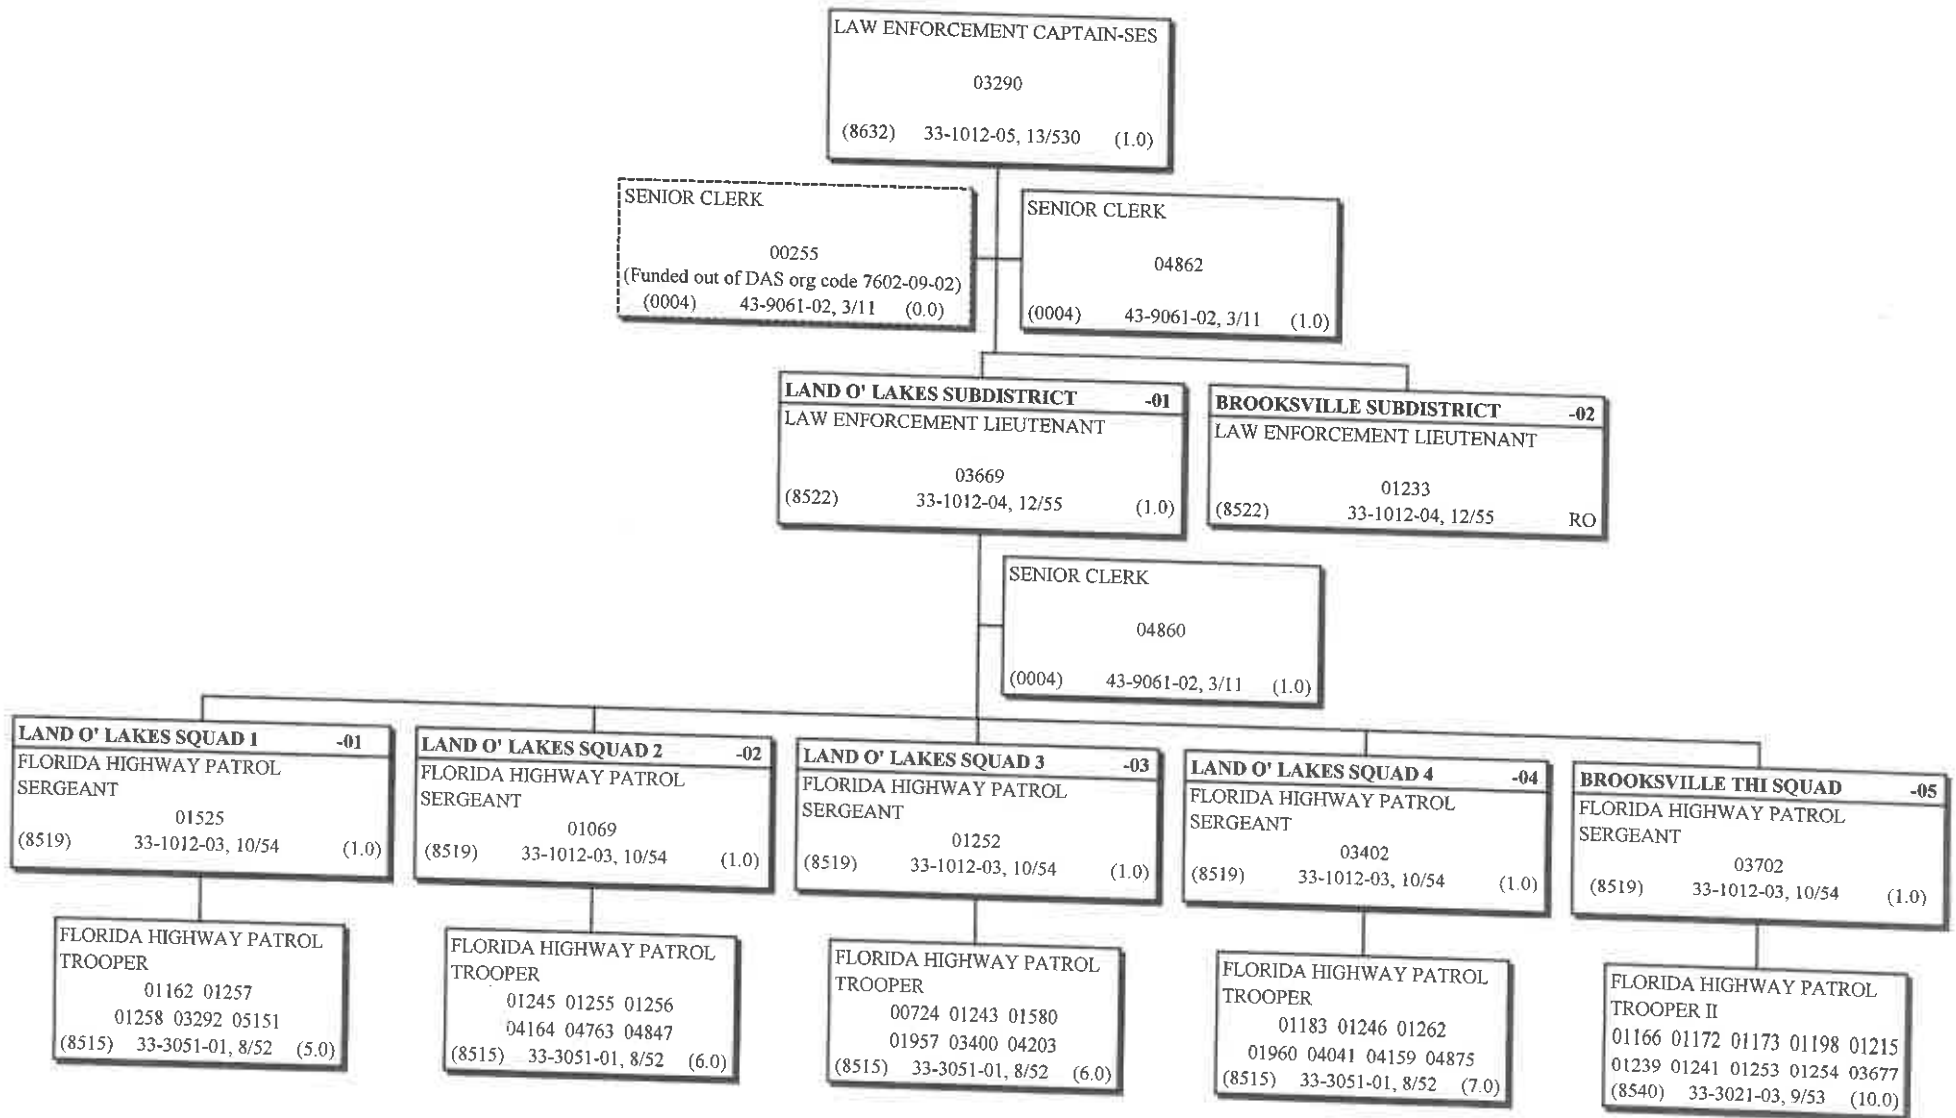 LAW ENFORCEMENT CAPTAIN-SES
03290
(8632) 33-1012-05, 13/530 (1.0)
SENIOR CLERK
00255
(Funded out of DAS org code 7602-09-02)
(0004) 43-9061-02, 3/11 (0.0)
SENIOR CLERK
04862
(0004) 43-9061-02, 3/11 (1.0)
LAND O' LAKES SUBDISTRICT -01
LAW ENFORCEMENT LIEUTENANT
03669
(8522) 33-1012-04, 12/55 (1.0)
BROOKSVILLE SUBDISTRICT -02
LAW ENFORCEMENT LIEUTENANT
01233
(8522) 33-1012-04, 12/55 RO
SENIOR CLERK
04860
(0004) 43-9061-02, 3/11 (1.0)
LAND O' LAKES SQUAD 1 -01
FLORIDA HIGHWAY PATROL
SERGEANT
01525
(8519) 33-1012-03, 10/54 (1.0)
LAND O' LAKES SQUAD 2 -02
FLORIDA HIGHWAY PATROL
SERGEANT
01069
(8519) 33-1012-03, 10/54 (1.0)
LAND O' LAKES SQUAD 3 -03
FLORIDA HIGHWAY PATROL
SERGEANT
01252
(8519) 33-1012-03, 10/54 (1.0)
LAND O' LAKES SQUAD 4 -04
FLORIDA HIGHWAY PATROL
SERGEANT
03402
(8519) 33-1012-03, 10/54 (1.0)
BROOKSVILLE THI SQUAD -05
FLORIDA HIGHWAY PATROL
SERGEANT
03702
(8519) 33-1012-03, 10/54 (1.0)
FLORIDA HIGHWAY PATROL
TROOPER
01162 01257
01258 03292 05151
(8515) 33-3051-01, 8/52 (5.0)
FLORIDA HIGHWAY PATROL
TROOPER
01245 01255 01256
04164 04763 04847
(8515) 33-3051-01, 8/52 (6.0)
FLORIDA HIGHWAY PATROL
TROOPER
00724 01243 01580
01957 03400 04203
(8515) 33-3051-01, 8/52 (6.0)
FLORIDA HIGHWAY PATROL
TROOPER
01183 01246 01262
01960 04041 04159 04875
(8515) 33-3051-01, 8/52 (7.0)
FLORIDA HIGHWAY PATROL
TROOPER II
01166 01172 01173 01198 01215
01239 01241 01253 01254 03677
(8540) 33-3021-03, 9/53 (10.0)